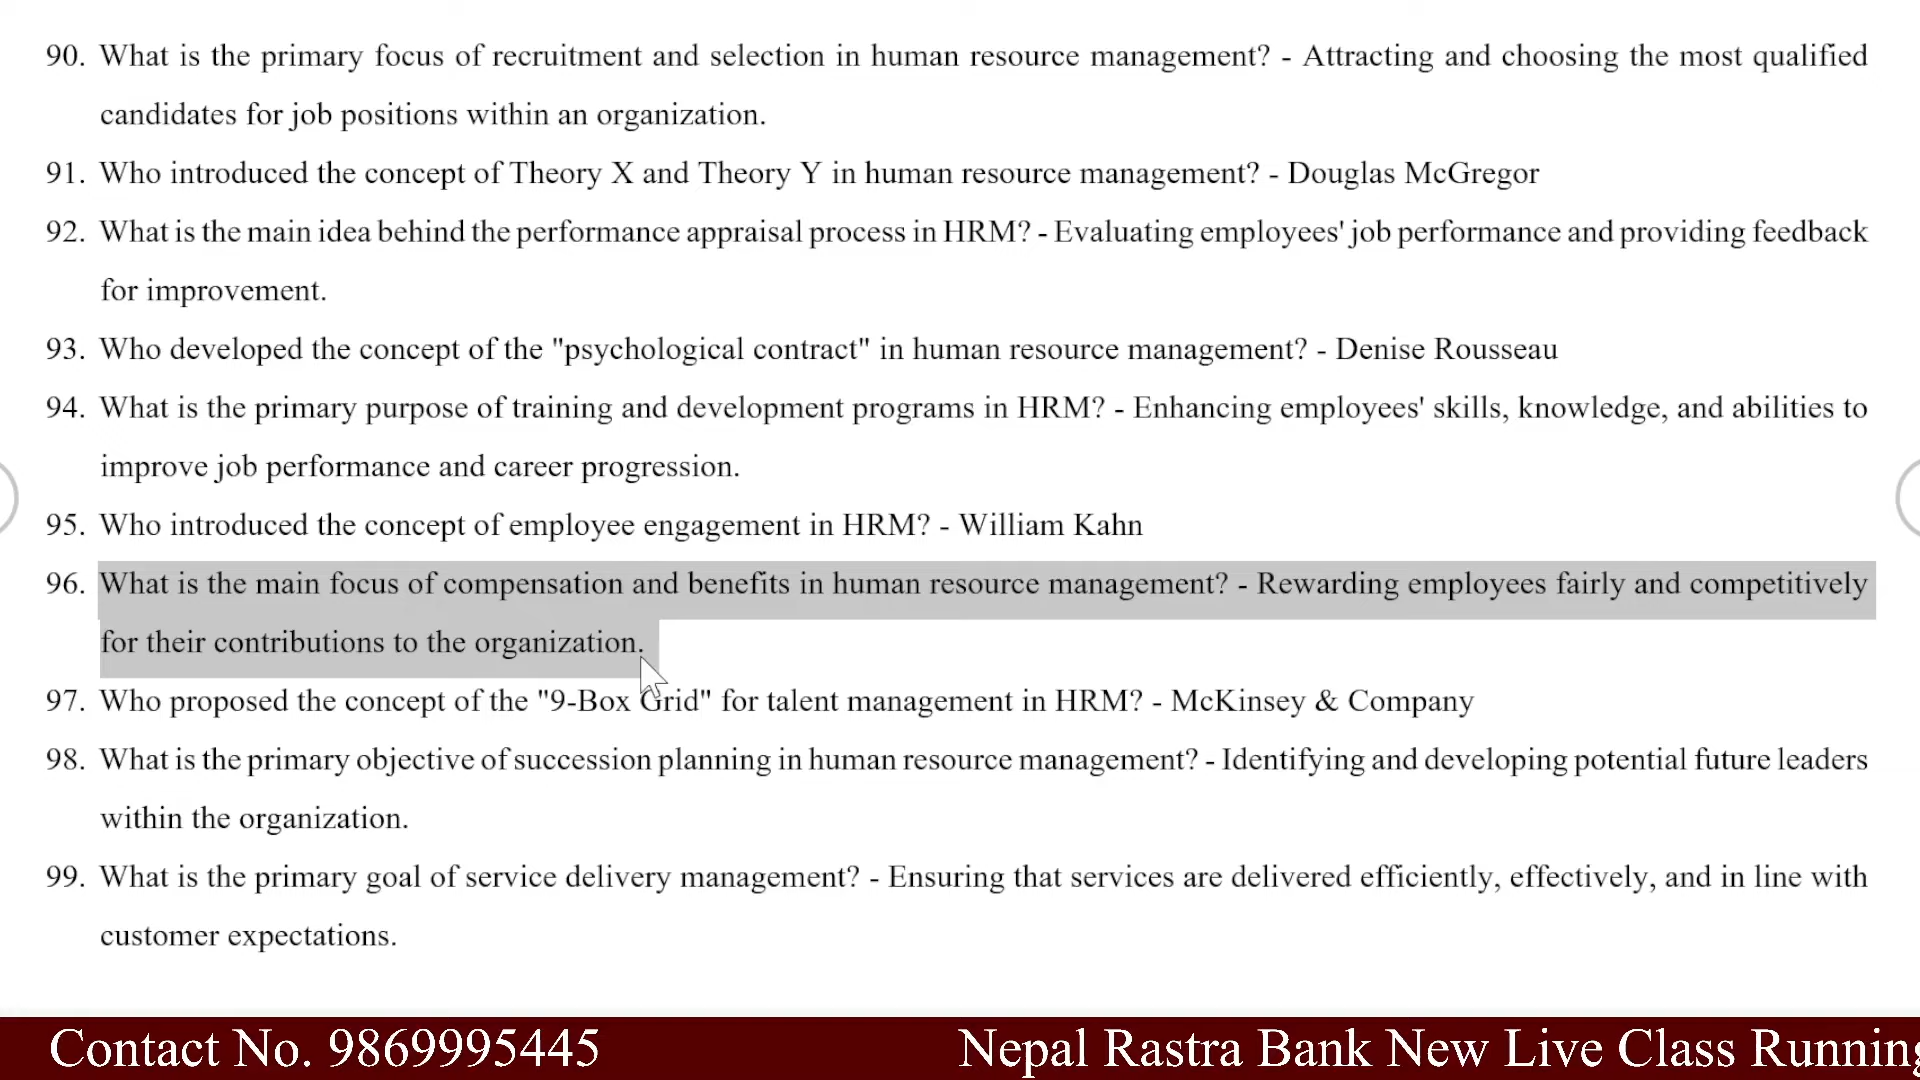 90. What is the primary focus of recruitment and selection in human resource management? - Attracting and choosing the most qualified
candidates for job positions within an organization.
91. Who introduced the concept of Theory X and Theory Y in human resource management? - Douglas McGregor
92. What is the main idea behind the performance appraisal process in HRM? - Evaluating employees' job performance and providing feedback
for improvement.
93. Who developed the concept of the "psychological contract" in human resource management? - Denise Rousseau
94. What is the primary purpose of training and development programs in HRM? - Enhancing employees' skills, knowledge, and abilities to
improve job performance and career progression.
95. Who introduced the concept of employee engagement in HRM? - William Kahn
96. What is the main focus of compensation and benefits in human resource management? - Rewarding employees fairly and competitively
for their contributions to the organization.
97. Who proposed the concept of the "9-Box Grid" for talent management in HRM? - McKinsey & Company
98. What is the primary objective of succession planning in human resource management? - Identifying and developing potential future leaders
within the organization.
99. What is the primary goal of service delivery management? - Ensuring that services are delivered efficiently, effectively, and in line with
customer expectations.
Contact No. 9869995445 Nepal Rastra Bank New Live Class Running